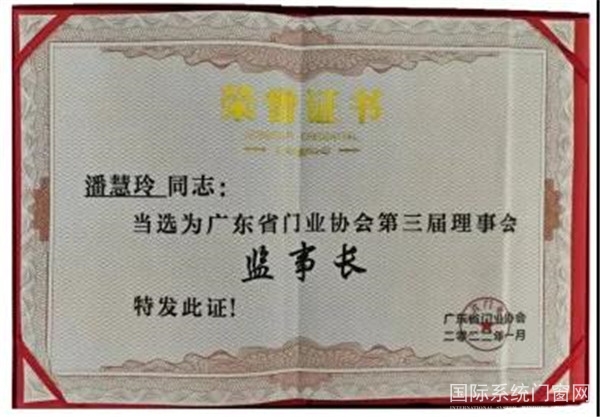 荣誉证书
潘慧玲 同志：
当选为广东省门业协会第三届理事会
监事长
特发此证！
广东省门业协会
二零二二年一月
国际系统门窗网